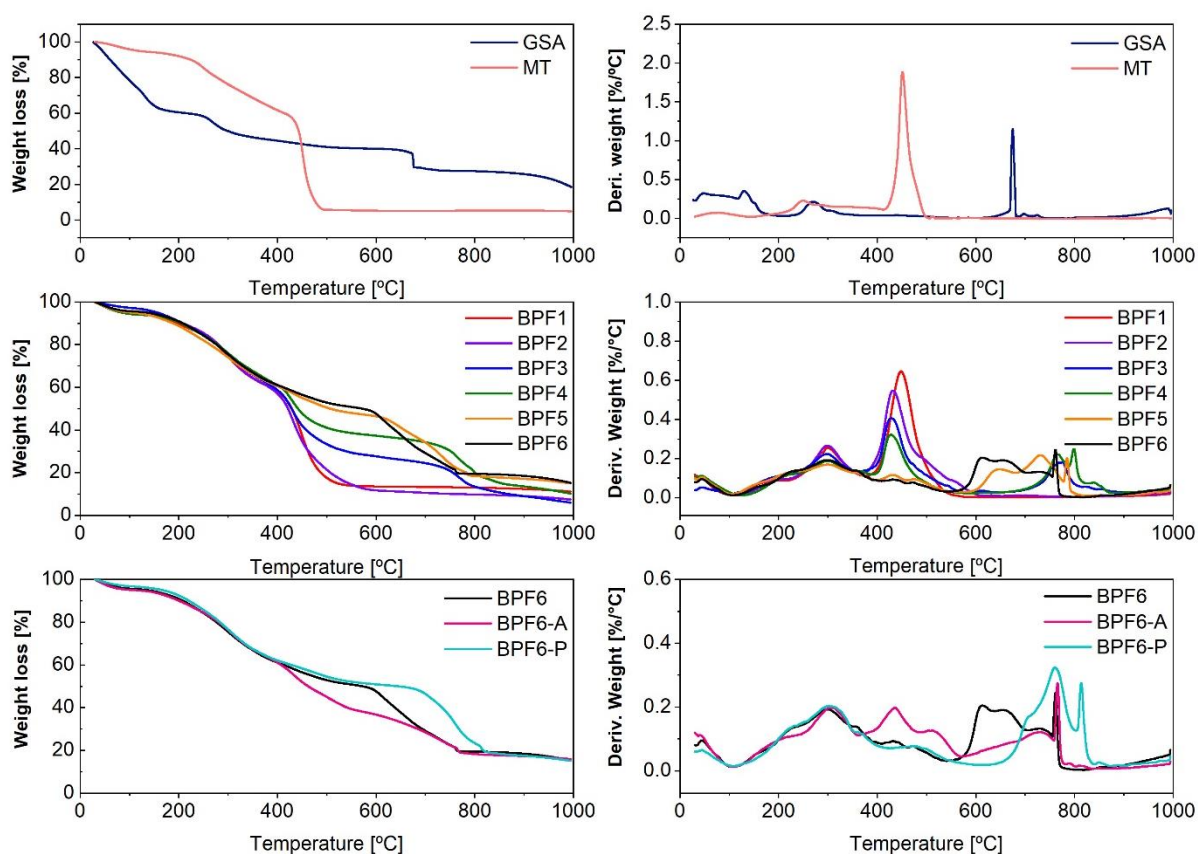 Weight loss [%]
100
80
60
40
20
0
GSA
MT
0 200 400 600 800 1000
Temperature [ºC]
Deri. weight [%/ºC]
2.5
2.0
1.5
1.0
0.5
0.0
GSA
MT
0 200 400 600 800 1000
Temperature [ºC]
Weight loss [%]
100
80
60
40
20
0
BPF1
BPF2
BPF3
BPF4
BPF5
BPF6
0 200 400 600 800 1000
Temperature [ºC]
Deriv. Weight [%/ºC]
1.0
0.8
0.6
0.4
0.2
0.0
BPF1
BPF2
BPF3
BPF4
BPF5
BPF6
0 200 400 600 800 1000
Temperature [ºC]
Weight loss [%]
100
80
60
40
20
0
BPF6
BPF6-A
BPF6-P
0 200 400 600 800 1000
Temperature [ºC]
Deriv. Weight [%/ºC]
0.6
0.4
0.2
0.0
BPF6
BPF6-A
BPF6-P
0 200 400 600 800 1000
Temperature [ºC]